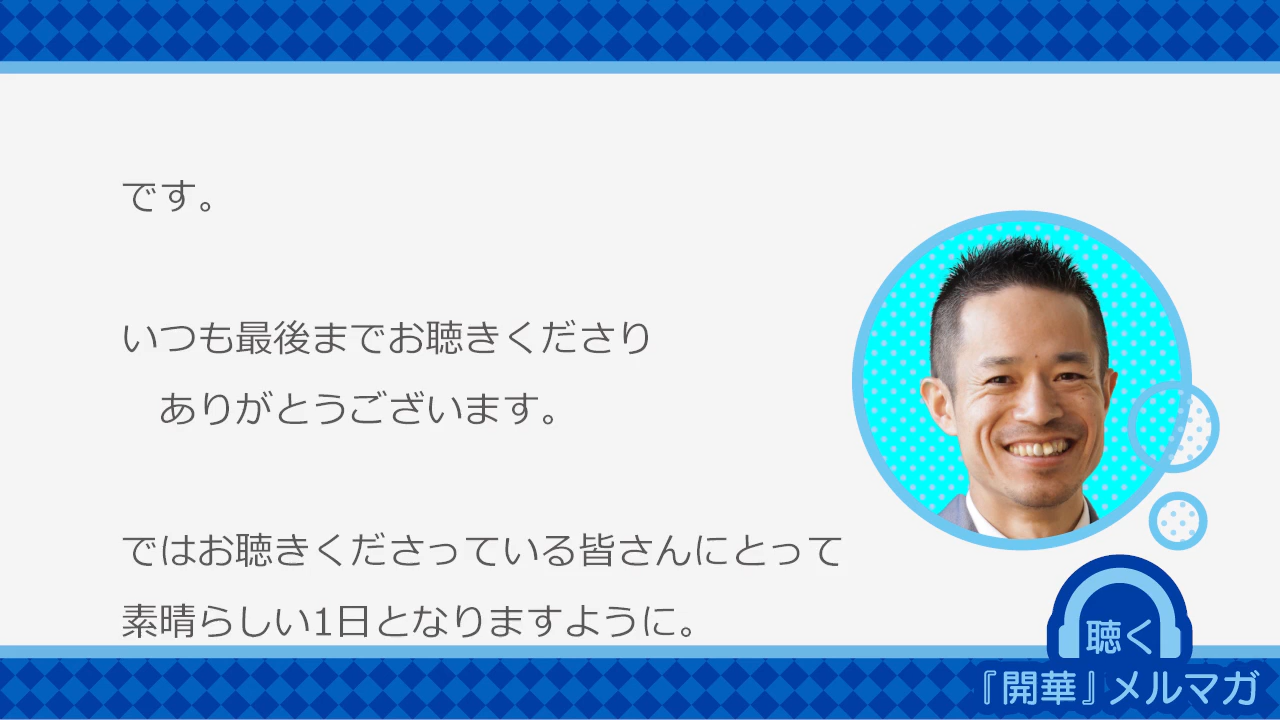 です。
いつも最後までお聴きくださり
ありがとうございます。
ではお聴きくださっている皆さんにとって
素晴らしい1日となりますように。
聴く
『開華』メルマガ